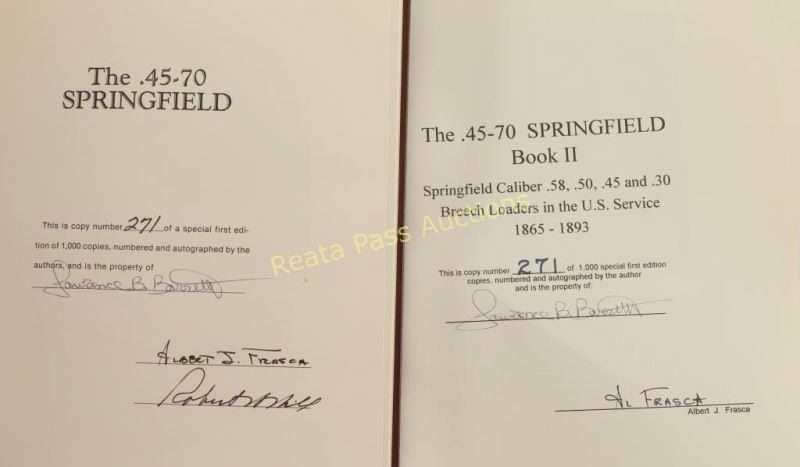 The .45-70
SPRINGFIELD
This is copy number 271 of a special first edi-
tion of 1,000 copies, numbered and autographed by the
authors, and is the property of
Lawrence B. Barsetti
Albert J. Frasca
The .45-70 SPRINGFIELD
Book II
Springfield Caliber .58, .50, .45 and .30
Breech Loaders in the U.S. Service
1865 - 1893
This is copy number 271 of 1,000 special first edition
copies, numbered and autographed by the author
and is the property of:
Lawrence B.
Al Frasca
Albert J. Frasca
Reata Pass Auctions